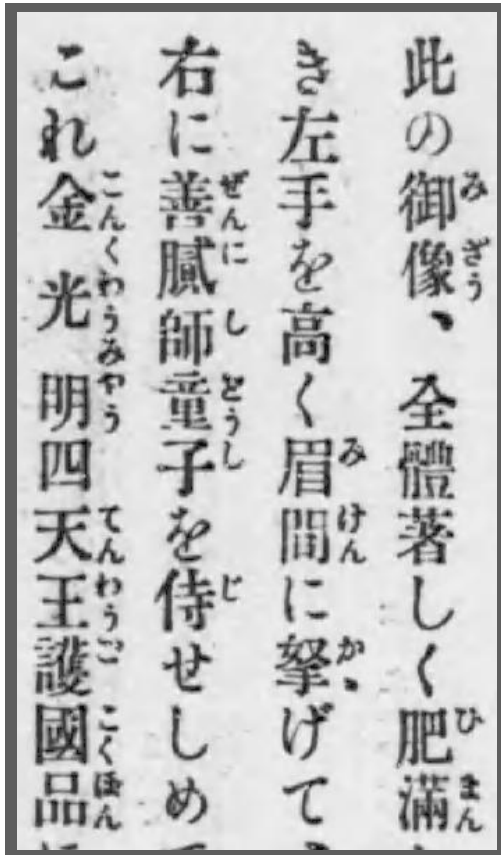 此の御像、全體著しく肥滿
き左手を高く眉間に拏げて
右に善膩師童子を侍せしめ
これ金光明四天王護國品